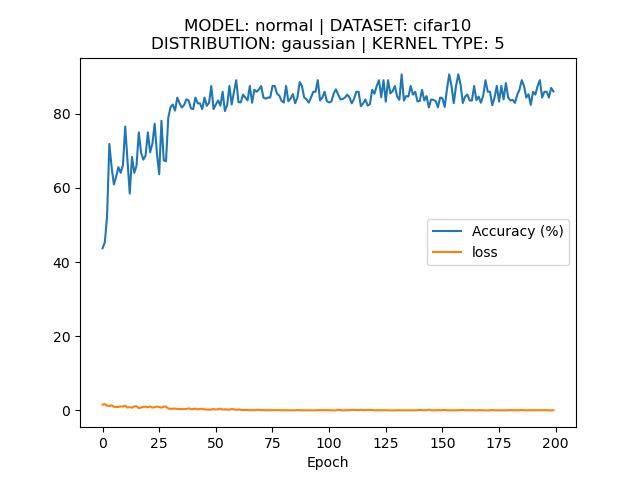 MODEL: normal | DATASET: cifar10
DISTRIBUTION: gaussian | KERNEL TYPE: 5
80
60
40
20
0
Accuracy (%)
loss
0 25 50 75 100 125 150 175 200
Epoch